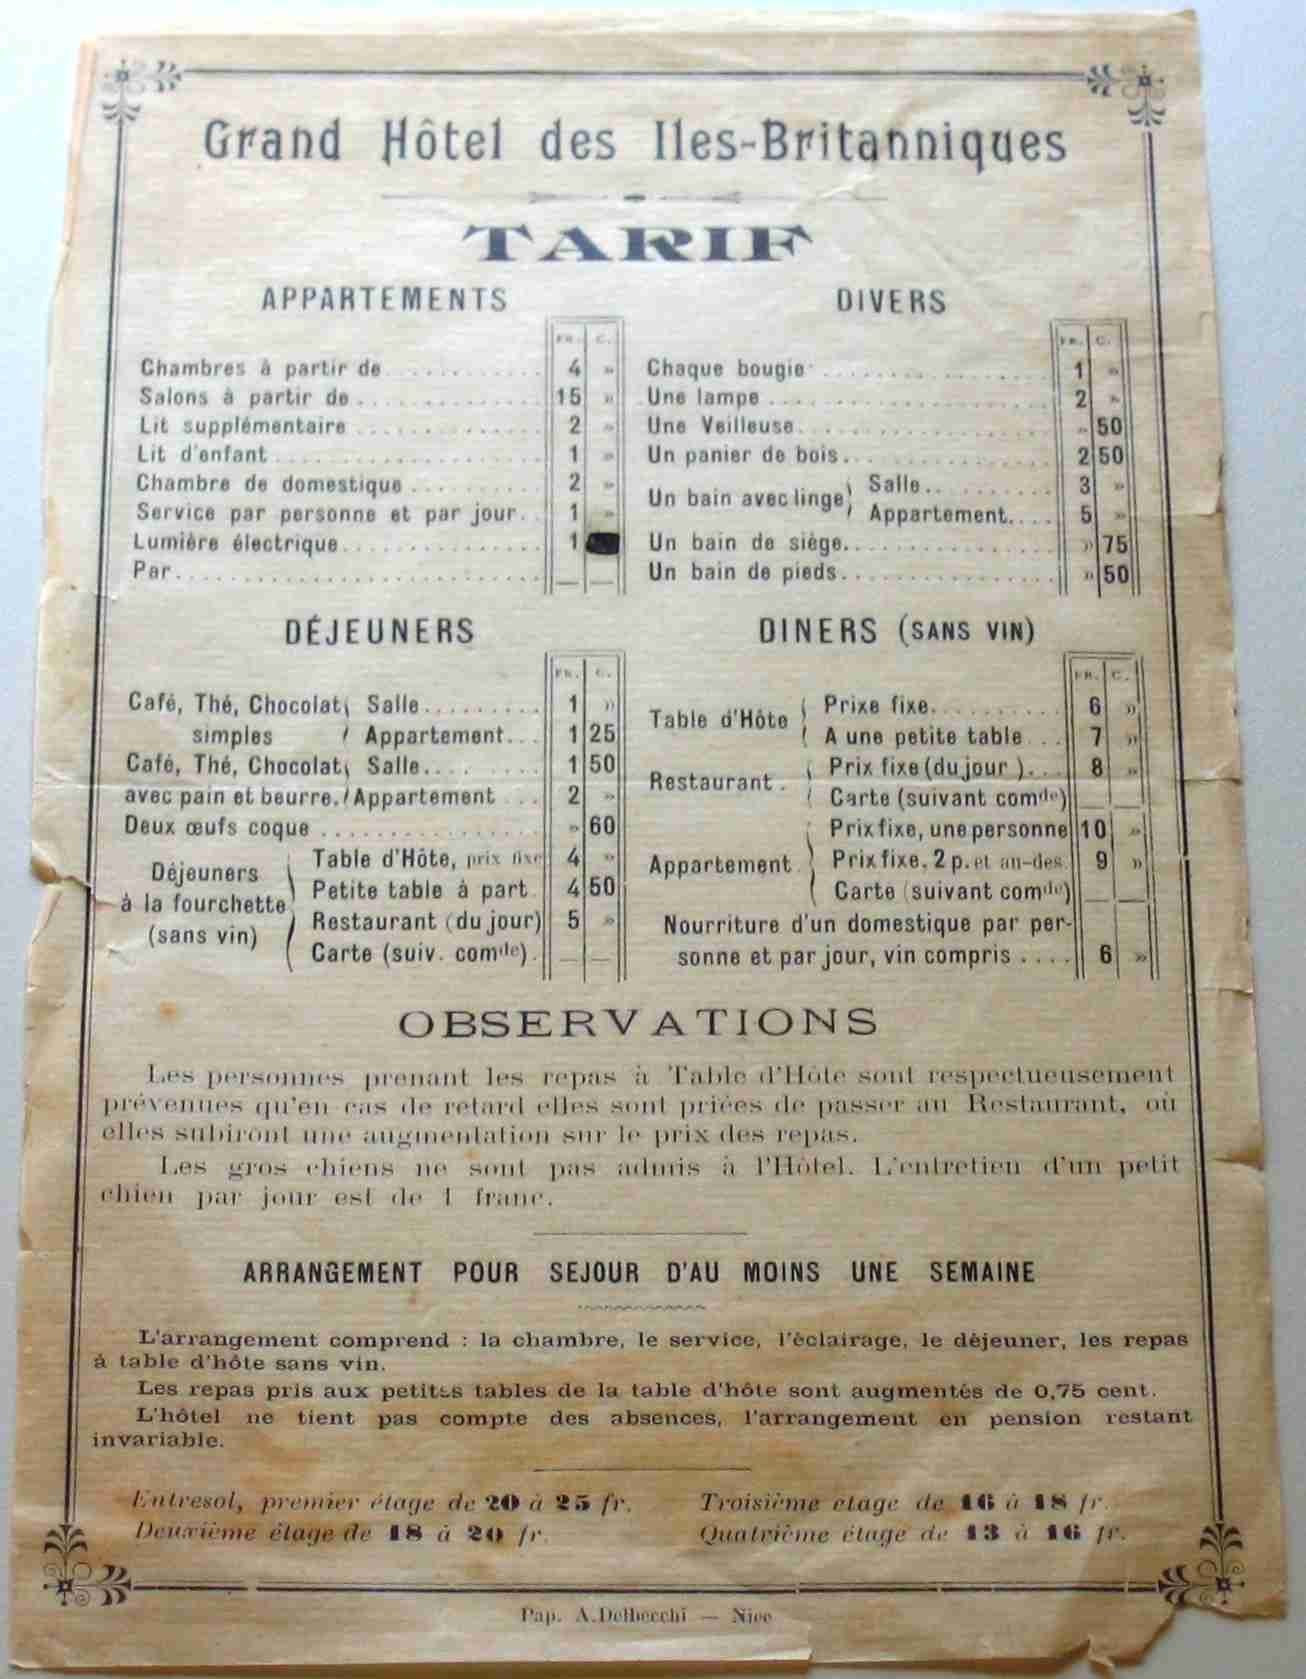 Grand Hôtel des Iles-Britanniques
TARIF
APPARTEMENTS
FR. C.
Chambres à partir de 4 »
Salons à partir de 15 »
Lit supplémentaire 2 »
Lit d'enfant 1 »
Chambre de domestique 2 »
Service par personne et par jour 1 »
Lumière électrique 1
Par
DIVERS
FR. C.
Chaque bougie 1 »
Une lampe 2 »
Une Veilleuse » 50
Un panier de bois 2 50
Un bain avec linge Salle 3 »
Appartement 5 »
Un bain de siège » 75
Un bain de pieds » 50
DÉJEUNERS
FR. C.
Café, Thé, Chocolat Salle 1 »
simples Appartement 1 25
Café, Thé, Chocolat Salle 1 50
avec pain et beurre. Appartement 2 »
Deux œufs coque » 60
Déjeuners
à la fourchette
(sans vin)
Table d'Hôte, prix fixe 4 »
Petite table à part 4 50
Restaurant (du jour) 5 »
Carte (suiv. comde) — —
DINERS (SANS VIN)
FR. C.
Table d'Hôte Prixe fixe 6 »
A une petite table 7 »
Restaurant. Prix fixe (du jour) 8 »
Carte (suivant comde) — —
Prix fixe, une personne 10 »
Appartement. Prix fixe, 2 p. et au-des. 9 »
Carte (suivant comde) — —
Nourriture d'un domestique par per-
sonne et par jour, vin compris 6 »
OBSERVATIONS
Les personnes prenant les repas à Table d'Hôte sont respectueusement
prévenues qu'en cas de retard elles sont priées de passer au Restaurant, où
elles subiront une augmentation sur le prix des repas.
Les gros chiens ne sont pas admis à l'Hôtel. L'entretien d'un petit
chien par jour est de 1 franc.
ARRANGEMENT POUR SEJOUR D'AU MOINS UNE SEMAINE
L'arrangement comprend : la chambre, le service, l'éclairage, le déjeuner, les repas
à table d'hôte sans vin.
Les repas pris aux petites tables de la table d'hôte sont augmentés de 0,75 cent.
L'hôtel ne tient pas compte des absences, l'arrangement en pension restant
invariable.
Entresol, premier étage de 20 à 25 fr.
Deuxième étage de 18 à 20 fr.
Troisième etage de 16 à 18 fr.
Quatrième étage de 13 à 16 fr.
Pap. A. Delbecchi — Nice